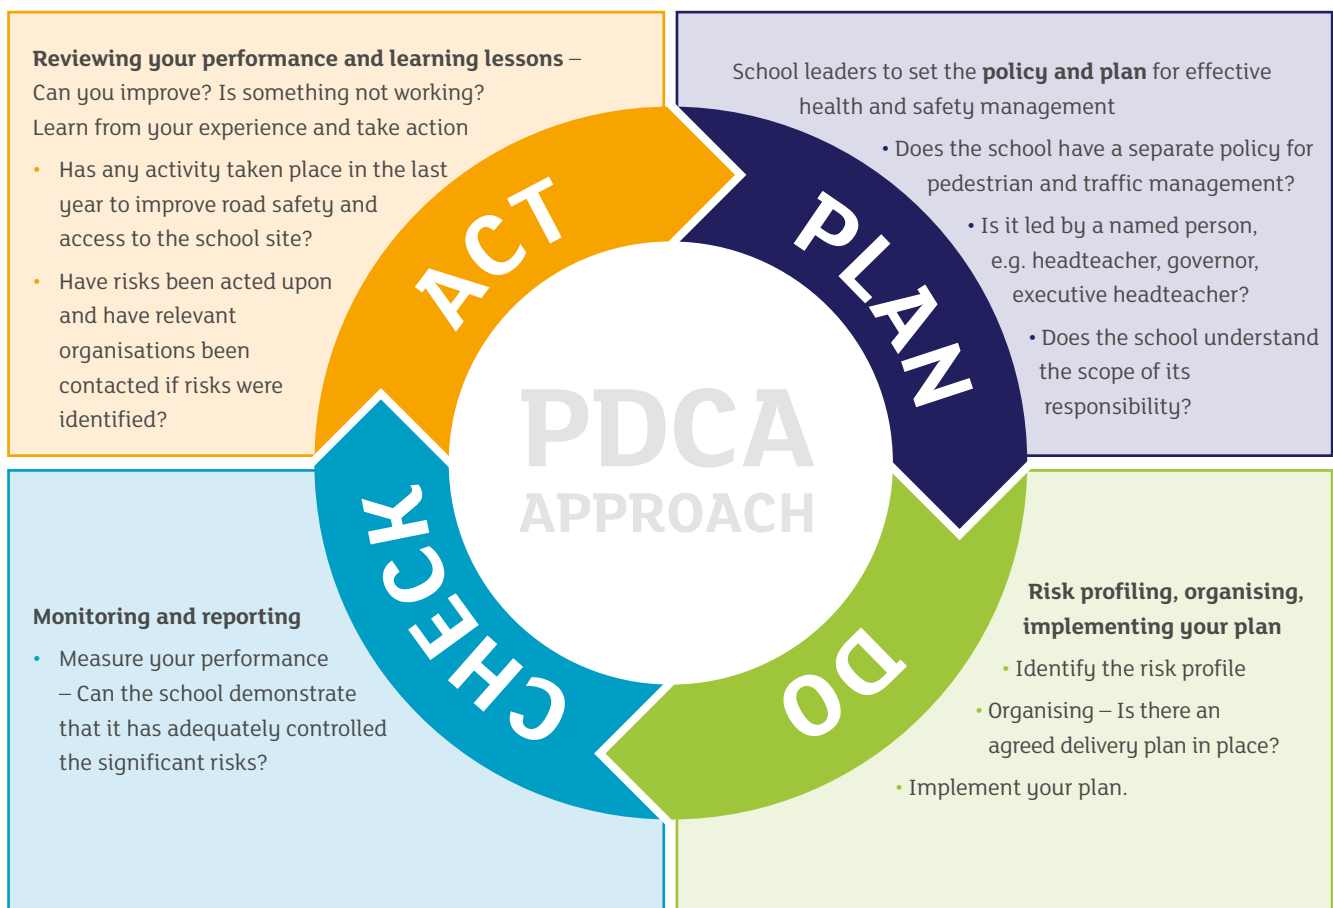 Reviewing your performance and learning lessons –
Can you improve? Is something not working?
Learn from your experience and take action
• Has any activity taken place in the last
year to improve road safety and
access to the school site?
• Have risks been acted upon
and have relevant
organisations been
contacted if risks were
identified?
ACT
School leaders to set the policy and plan for effective
health and safety management
• Does the school have a separate policy for
pedestrian and traffic management?
• Is it led by a named person,
e.g. headteacher, governor,
executive headteacher?
• Does the school understand
the scope of its
responsibility?
PLAN
PDCA
APPROACH
CHECK
Monitoring and reporting
• Measure your performance
– Can the school demonstrate
that it has adequately controlled
the significant risks?
DO
Risk profiling, organising,
implementing your plan
• Identify the risk profile
• Organising – Is there an
agreed delivery plan in place?
• Implement your plan.